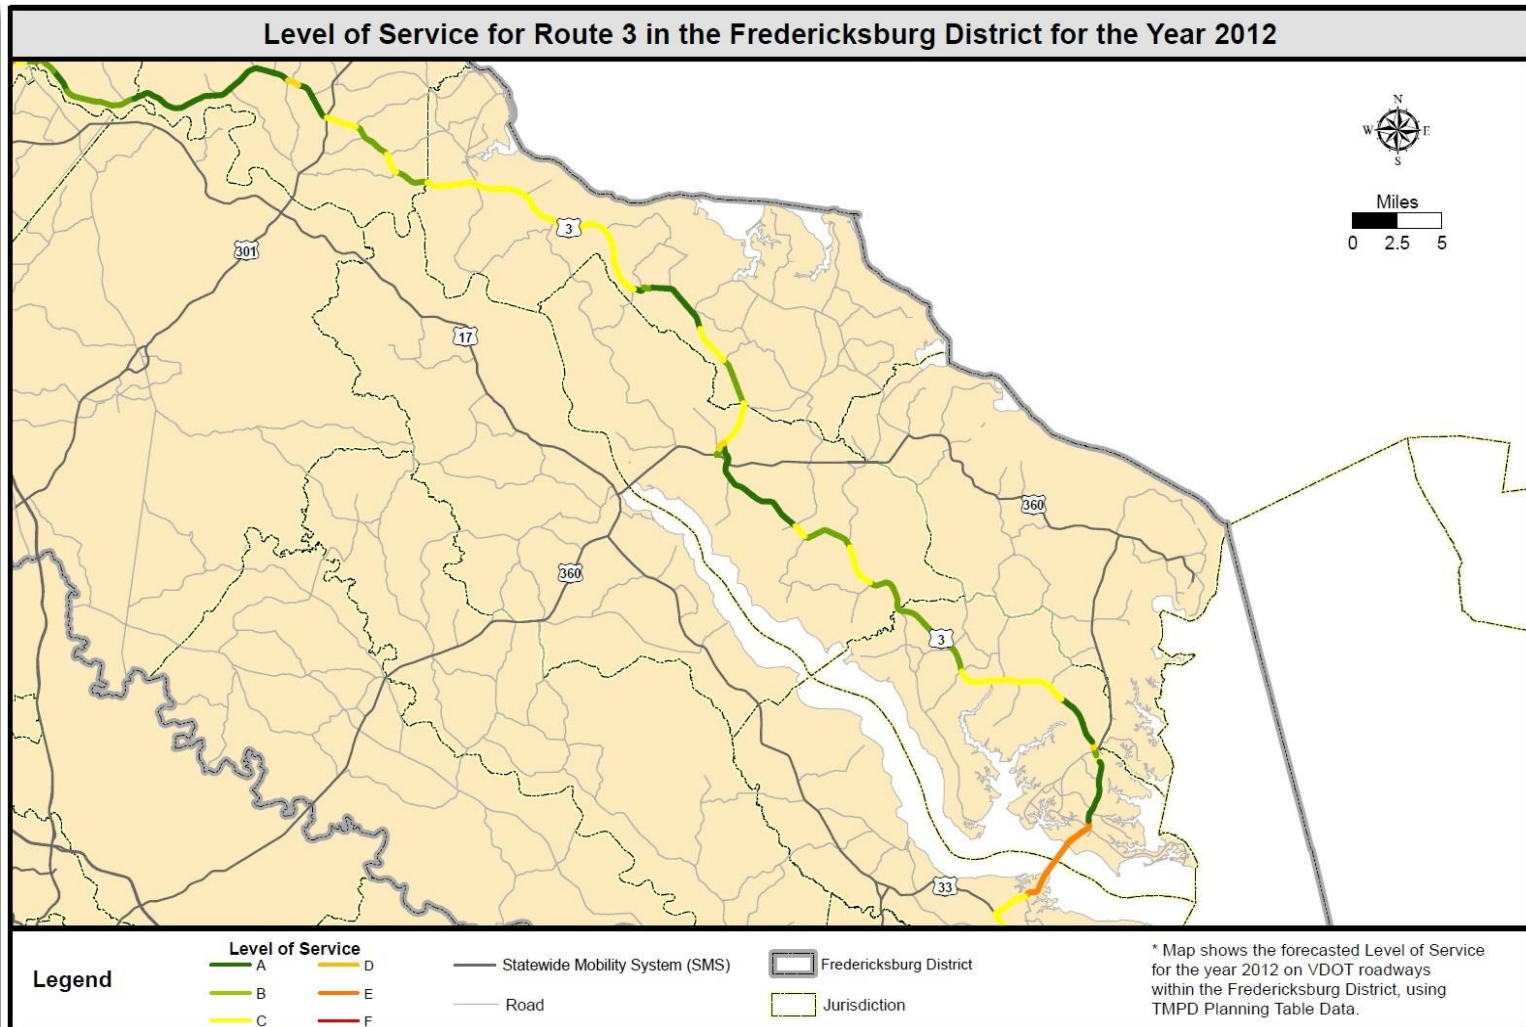 Level of Service for Route 3 in the Fredericksburg District for the Year 2012
N
W E
S
Miles
0 2.5 5
3
301
17
360
360
3
33
Legend
Level of Service
A
B
C
D
E
F
Statewide Mobility System (SMS)
Road
Fredericksburg District
Jurisdiction
* Map shows the forecasted Level of Service
for the year 2012 on VDOT roadways
within the Fredericksburg District, using
TMPD Planning Table Data.